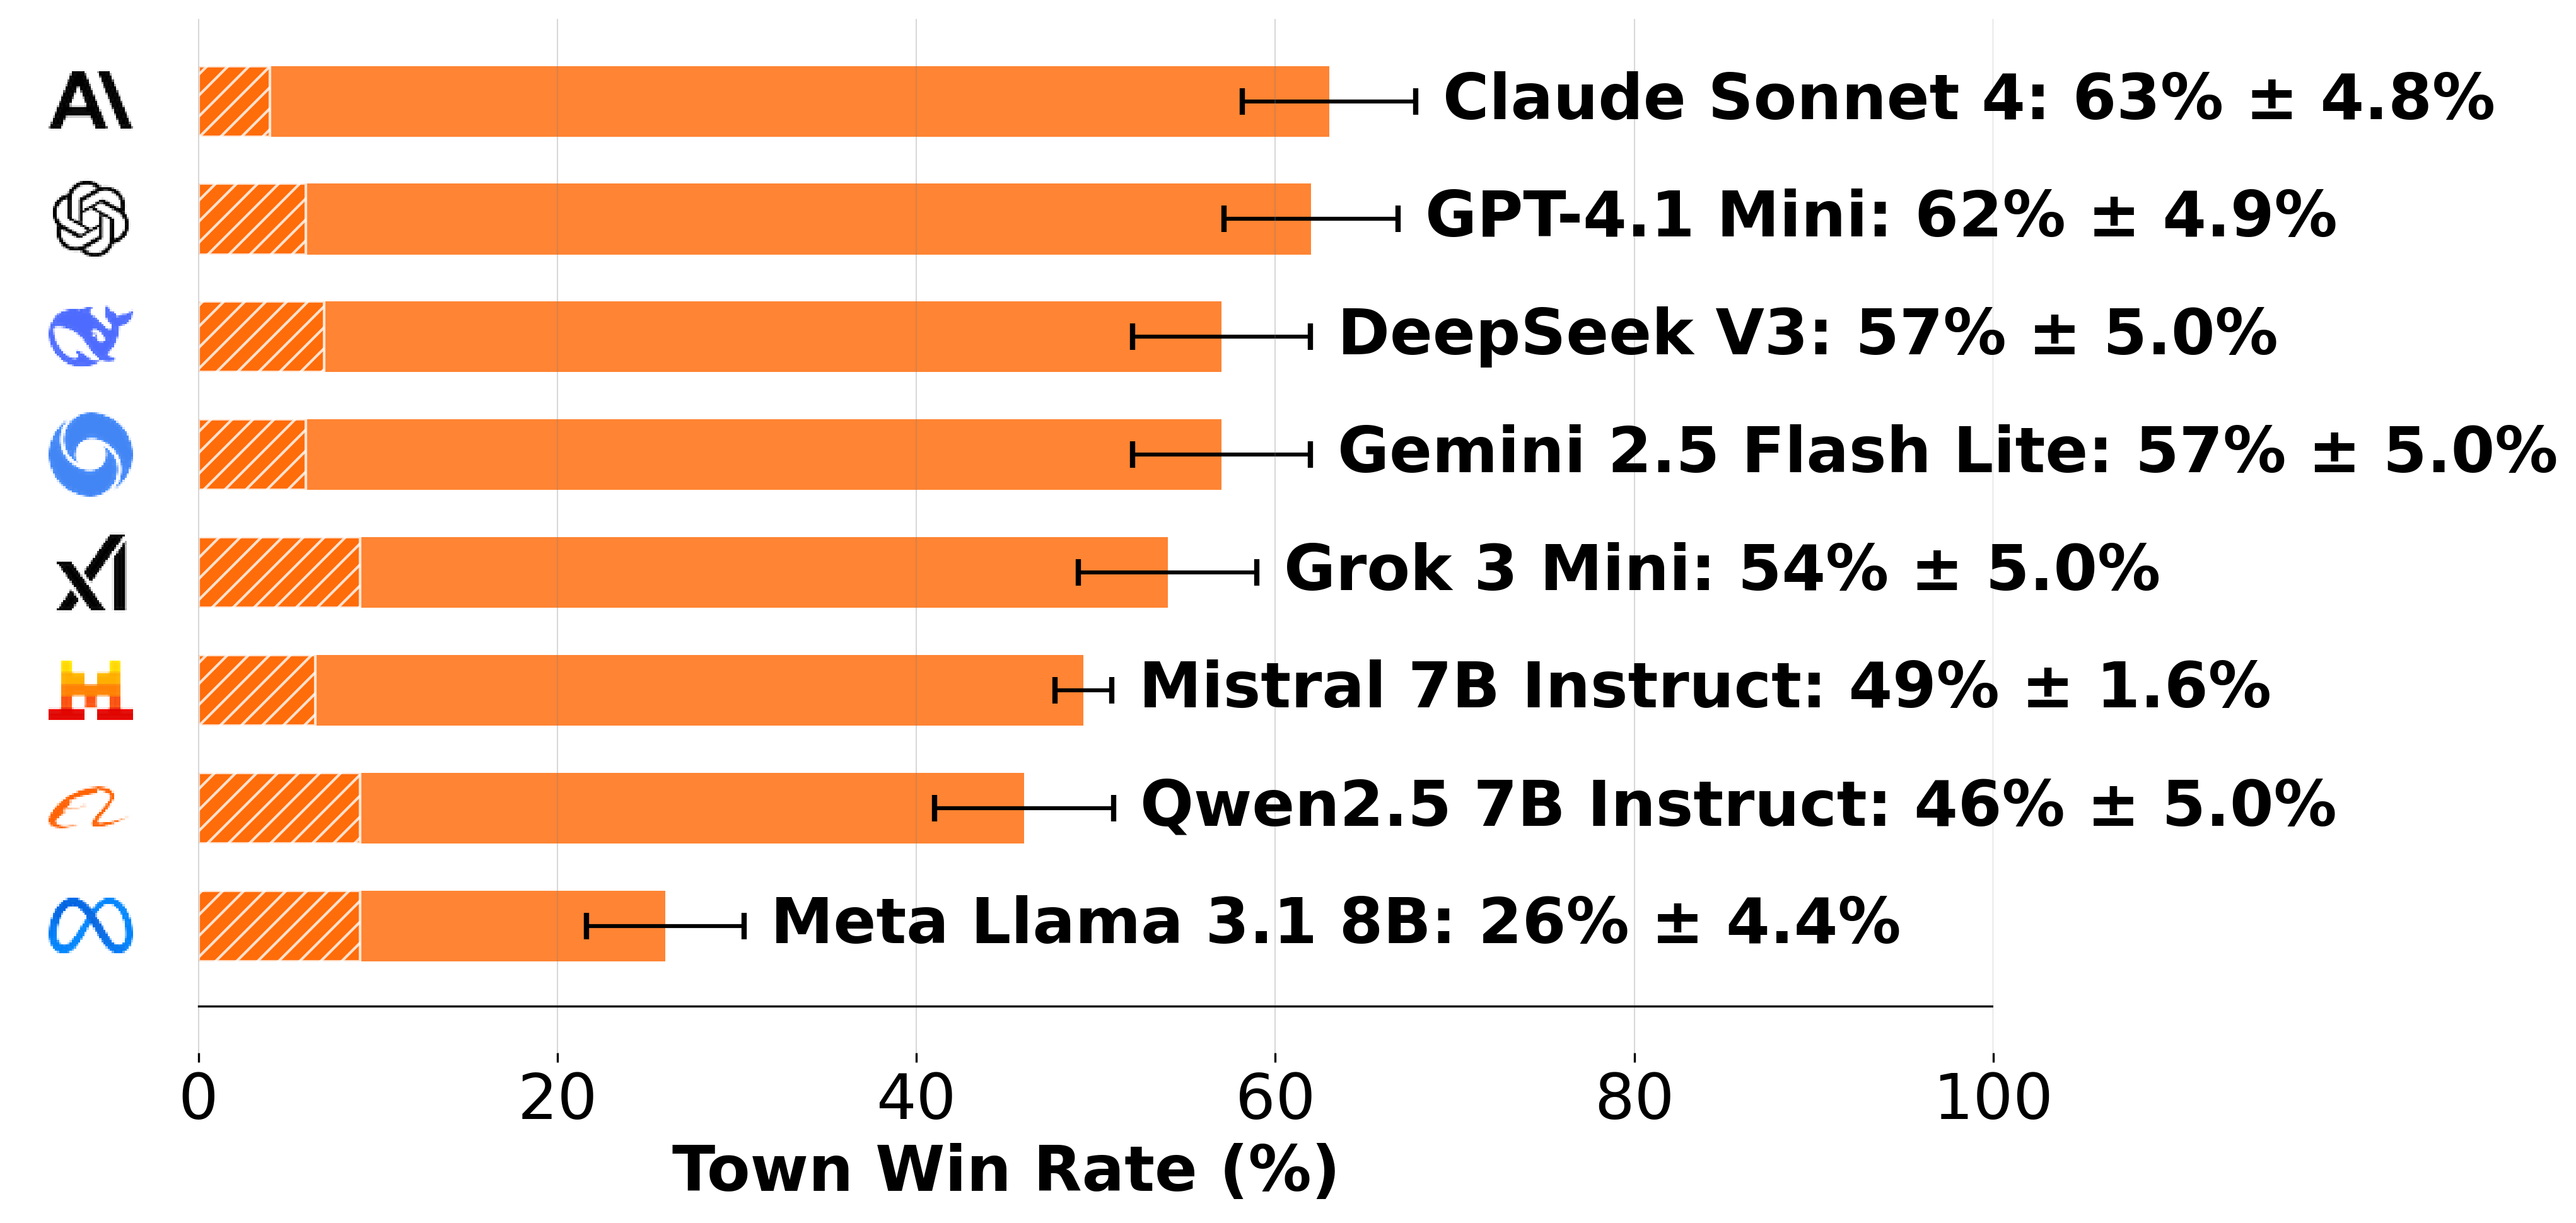 Claude Sonnet 4: 63% ± 4.8%
GPT-4.1 Mini: 62% ± 4.9%
DeepSeek V3: 57% ± 5.0%
Gemini 2.5 Flash Lite: 57% ± 5.0%
Grok 3 Mini: 54% ± 5.0%
Mistral 7B Instruct: 49% ± 1.6%
Qwen2.5 7B Instruct: 46% ± 5.0%
Meta Llama 3.1 8B: 26% ± 4.4%
0 20 40 60 80 100
Town Win Rate (%)